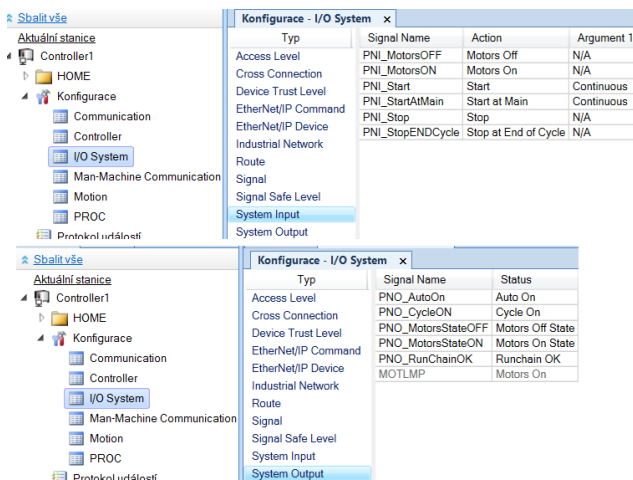 Sbalit vše
Aktuální stanice
Controller1
HOME
Konfigurace
Communication
Controller
I/O System
Man-Machine Communication
Motion
PROC
Protokol událostí
Konfigurace - I/O System x
Typ
Access Level
Cross Connection
Device Trust Level
EtherNet/IP Command
EtherNet/IP Device
Industrial Network
Route
Signal
Signal Safe Level
System Input
System Output
Signal Name Action Argument 1
PNI_MotorsOFF Motors Off N/A
PNI_MotorsON Motors On N/A
PNI_Start Start Continuous
PNI_StartAtMain Start at Main Continuous
PNI_Stop Stop N/A
PNI_StopENDCycle Stop at End of Cycle N/A
Sbalit vše
Aktuální stanice
Controller1
HOME
Konfigurace
Communication
Controller
I/O System
Man-Machine Communication
Motion
PROC
Protokol událostí
Konfigurace - I/O System x
Typ
Access Level
Cross Connection
Device Trust Level
EtherNet/IP Command
EtherNet/IP Device
Industrial Network
Route
Signal
Signal Safe Level
System Input
System Output
Signal Name Status
PNO_AutoOn Auto On
PNO_CycleON Cycle On
PNO_MotorsStateOFF Motors Off State
PNO_MotorsStateON Motors On State
PNO_RunChainOK Runchain OK
MOTLMP Motors On